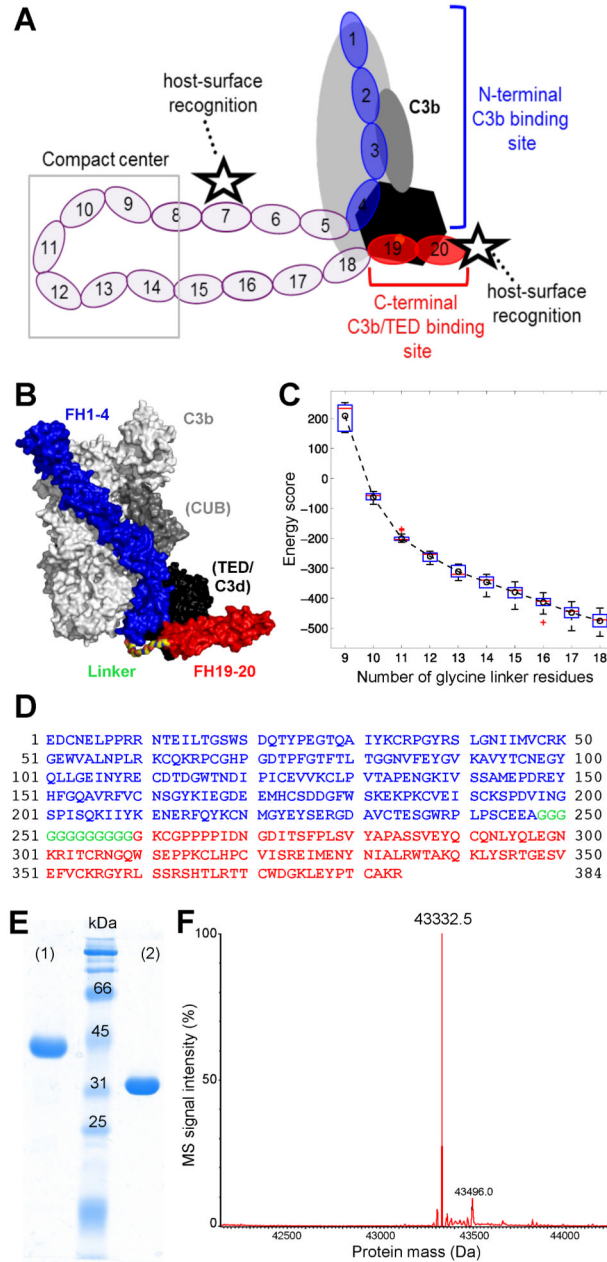 A
host-surface
recognition
C3b
N-terminal
C3b binding
site
Compact center
1
2
3
4
5
6
7
8
9
10
11
12
13
14
15
16
17
18
19
20
C-terminal
C3b/TED binding
site
host-surface
recognition
B
FH1-4
C3b
(CUB)
(TED/
C3d)
Linker
FH19-20
C
Energy score
200
100
0
−100
−200
−300
−400
−500
9 10 11 12 13 14 15 16 17 18
Number of glycine linker residues
D
1 EDCNELPPRR NTEILTGSWS DQTYPEGTQA IYKCRPGYRS LGNIIMVCRK 50
51 GEWVALNPLR KCQKRPCGHP GDTPFGTFTL TGGNVFEYGV KAVYTCNEGY 100
101 QLLGEINYRE CDTDGWTNDI PICEVVKCLP VTAPENGKIV SSAMEPDREY 150
151 HFGQAVRFVC NSGYKIEGDE EMHCSDDGFW SKEKPKCVEI SCKSPDVING 200
201 SPISQKIIYK ENERFQYKCN MGYEYSERGD AVCTESGWRP LPSCEEAGGG 250
251 GGGGGGGGGG KCGPPPPIDN GDITSFPLSV YAPASSVEYQ CQNLYQLEGN 300
301 KRITCRNGQW SEPPKCLHPC VISREIMENY NIALRWTAKQ KLYSRTGESV 350
351 EFVCKRGYRL SSRSHTLRTT CWDGKLEYPT CAKR 384
E
kDa
(1)
(2)
66
45
31
25
F
43332.5
MS signal intensity (%)
100
50
0
43496.0
42500 43000 43500 44000
Protein mass (Da)